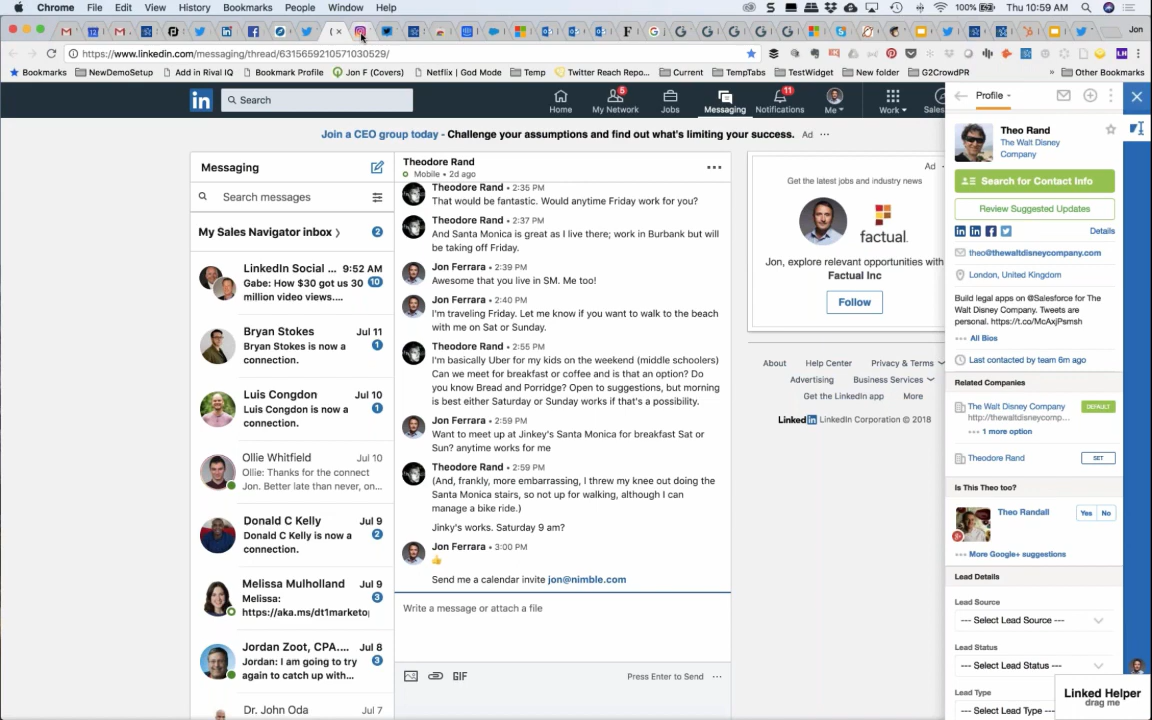 Chrome File Edit View History Bookmarks People Window Help 100% Thu 10:59 AM
Jon
https://www.linkedin.com/messaging/thread/6315659210571030529/
Bookmarks NewDemoSetup Add in Rival IQ Bookmark Profile Jon F (Covers) Netflix | God Mode Temp Twitter Reach Repo... Current TempTabs TestWidget New folder G2CrowdPR » Other Bookmarks
in Search
Home
5
My Network
Jobs
Messaging
11
Notifications
Me
Work
Sales
Join a CEO group today - Challenge your assumptions and find out what's limiting your success. Ad ...
Messaging
Search messages
My Sales Navigator inbox 2
LinkedIn Social ... 9:52 AM
Gabe: How $30 got us 30 10
million video views....
Bryan Stokes Jul 11
Bryan Stokes is now a 1
connection.
Luis Congdon Jul 10
Luis Congdon is now a 1
connection.
Ollie Whitfield Jul 10
Ollie: Thanks for the connect
Jon. Better late than never, on...
Donald C Kelly Jul 9
Donald C Kelly is now a 2
connection.
Melissa Mulholland Jul 9
Melissa: 3
https://aka.ms/dt1marketo
Jordan Zoot, CPA.... Jul 8
Jordan: I am going to try 3
again to catch up with...
Dr. John Oda Jul 7
Theodore Rand
Mobile • 2d ago
Theodore Rand • 2:35 PM
That would be fantastic. Would anytime Friday work for you?
Theodore Rand • 2:37 PM
And Santa Monica is great as I live there; work in Burbank but will
be taking off Friday.
Jon Ferrara • 2:39 PM
Awesome that you live in SM. Me too!
Jon Ferrara • 2:40 PM
I'm traveling Friday. Let me know if you want to walk to the beach
with me on Sat or Sunday.
Theodore Rand • 2:55 PM
I'm basically Uber for my kids on the weekend (middle schoolers)
Can we meet for breakfast or coffee and is that an option? Do
you know Bread and Porridge? Open to suggestions, but morning
is best either Saturday or Sunday works if that's a possibility.
Jon Ferrara • 2:59 PM
Want to meet up at Jinkey's Santa Monica for breakfast Sat or
Sun? anytime works for me
Theodore Rand • 2:59 PM
(And, frankly, more embarrassing, I threw my knee out doing the
Santa Monica stairs, so not up for walking, although I can
manage a bike ride.)
Jinky's works. Saturday 9 am?
Jon Ferrara • 3:00 PM
👍
Send me a calendar invite jon@nimble.com
Write a message or attach a file
GIF
Press Enter to Send ...
Ad
Get the latest jobs and industry news
factual.
Jon, explore relevant opportunities with
Factual Inc
Follow
About Help Center Privacy & Terms
Advertising Business Services
Get the LinkedIn app More
Linkedin LinkedIn Corporation © 2018
Profile
Theo Rand
The Walt Disney
Company
Search for Contact Info
Review Suggested Updates
Details
theo@thewaltdisneycompany.com
London, United Kingdom
Build legal apps on @Salesforce for The
Walt Disney Company. Tweets are
personal. https://t.co/McAxjPsmsh
All Bios
Last contacted by team 6m ago
Related Companies
The Walt Disney Company DEFAULT
http://thewaltdisneycomp...
1 more option
Theodore Rand SET
Is This Theo too?
Theo Randall Yes No
More Google+ suggestions
Lead Details
Lead Source
--- Select Lead Source ---
Lead Status
--- Select Lead Status ---
Lead Type
--- Select Lead Type ---
Linked Helper
drag me